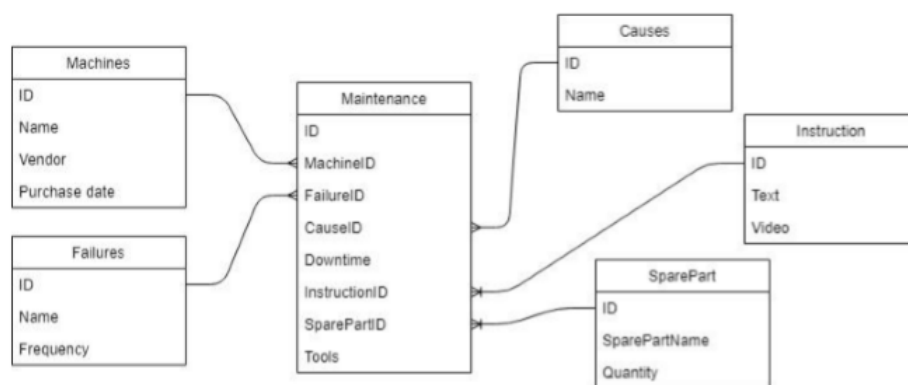 Machines
ID
Name
Vendor
Purchase date
Failures
ID
Name
Frequency
Maintenance
ID
MachineID
FailureID
CauseID
Downtime
InstructionID
SparePartID
Tools
Causes
ID
Name
Instruction
ID
Text
Video
SparePart
ID
SparePartName
Quantity